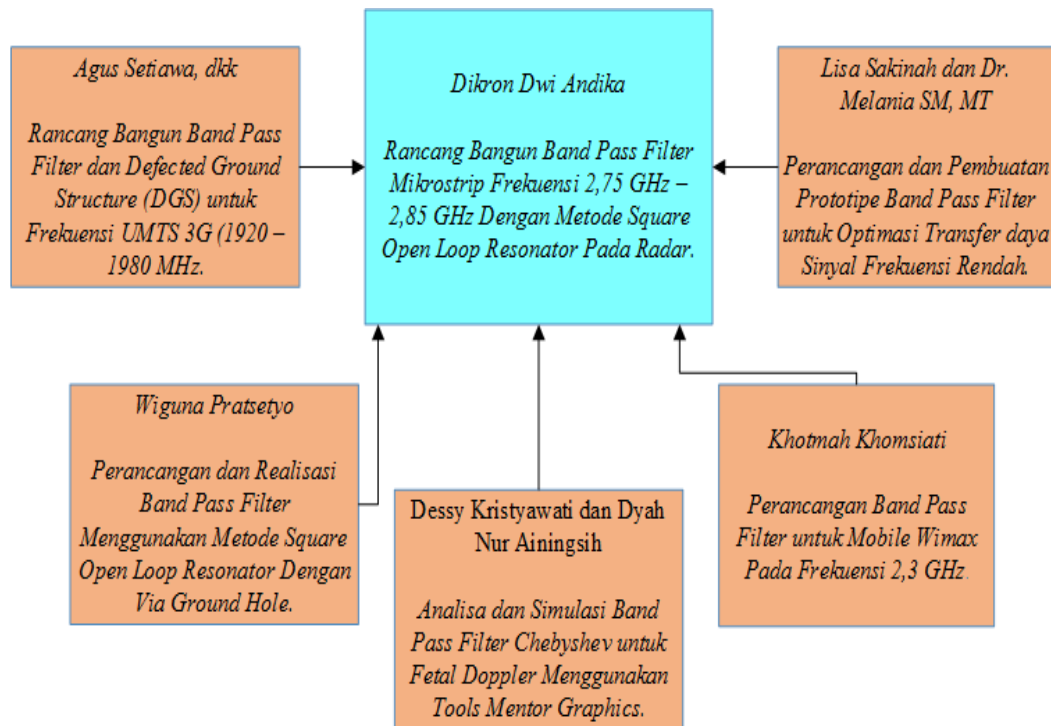 Agus Setiawa, dkk
Rancang Bangun Band Pass
Filter dan Defected Ground
Structure (DGS) untuk
Frekuensi UMTS 3G (1920 –
1980 MHz.
Dikron Dwi Andika
Rancang Bangun Band Pass Filter
Mikrostrip Frekuensi 2,75 GHz –
2,85 GHz Dengan Metode Square
Open Loop Resonator Pada Radar.
Lisa Sakinah dan Dr.
Melania SM, MT
Perancangan dan Pembuatan
Prototipe Band Pass Filter
untuk Optimasi Transfer daya
Sinyal Frekuensi Rendah.
Wiguna Pratsetyo
Perancangan dan Realisasi
Band Pass Filter
Menggunakan Metode Square
Open Loop Resonator Dengan
Via Ground Hole.
Dessy Kristyawati dan Dyah
Nur Ainingsih
Analisa dan Simulasi Band
Pass Filter Chebyshev untuk
Fetal Doppler Menggunakan
Tools Mentor Graphics.
Khotmah Khomsiati
Perancangan Band Pass
Filter untuk Mobile Wimax
Pada Frekuensi 2,3 GHz.